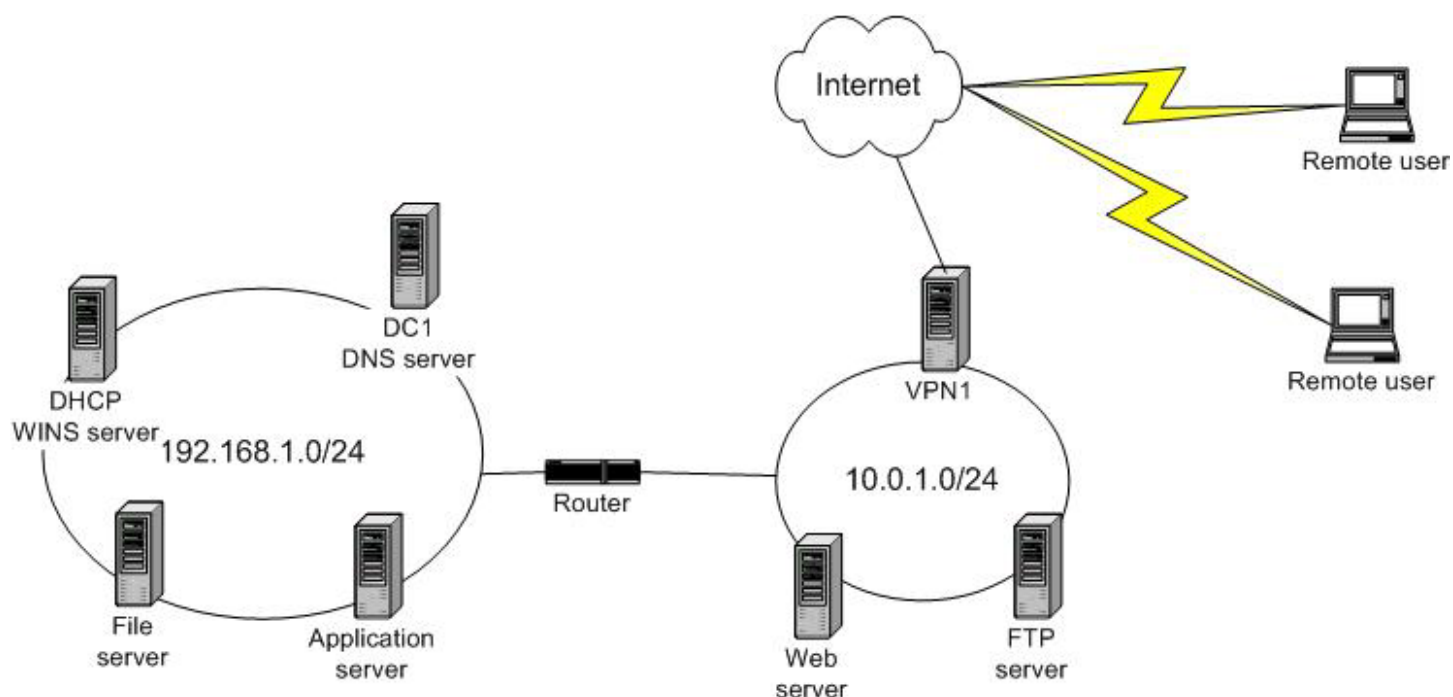 Internet
Remote user
Remote user
DC1
DNS server
DHCP
WINS server
192.168.1.0/24
File
server
Application
server
Router
VPN1
10.0.1.0/24
Web
server
FTP
server